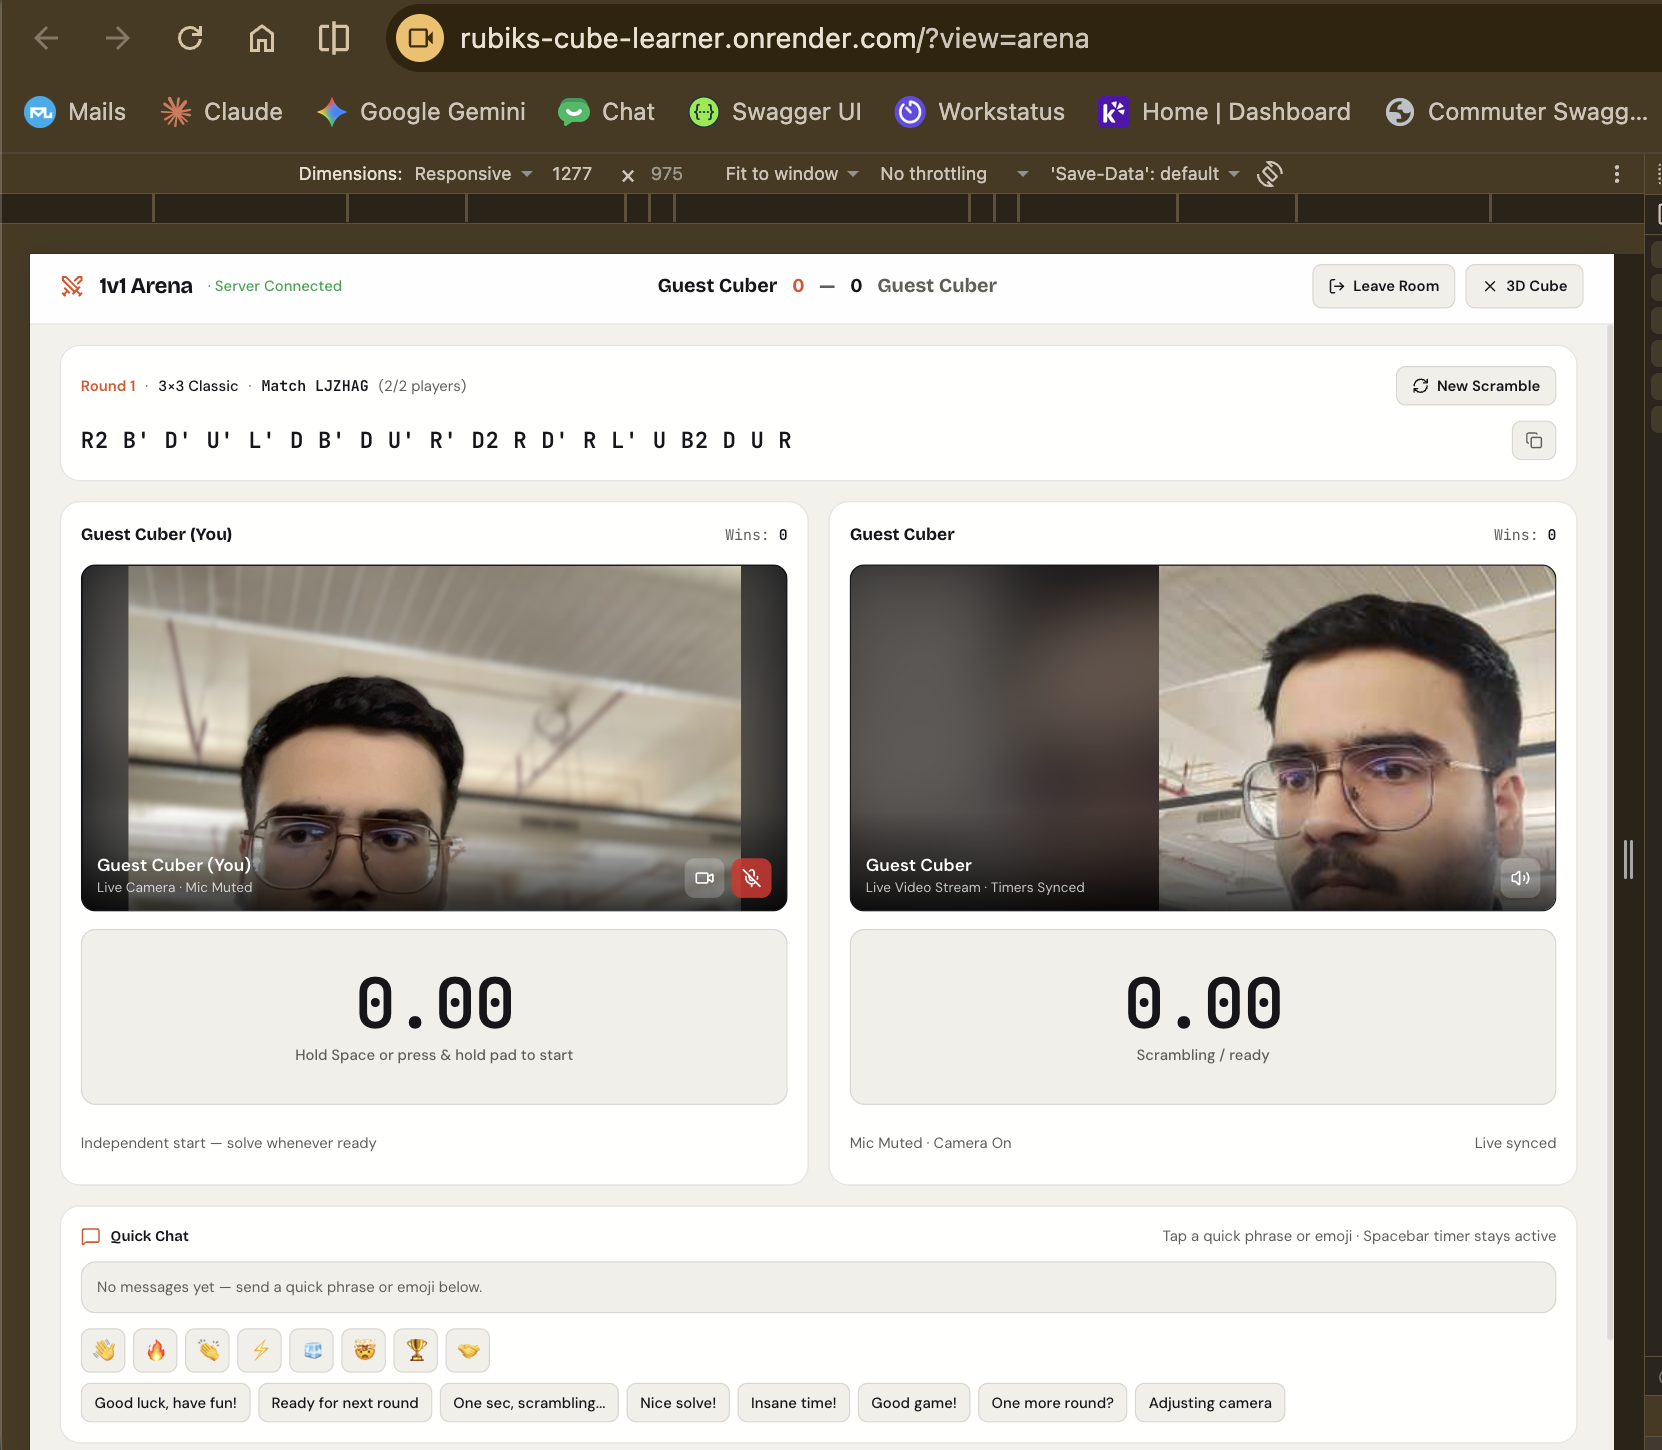 rubiks-cube-learner.onrender.com/?view=arena
Mails Claude Google Gemini Chat Swagger UI Workstatus Home | Dashboard Commuter Swagg...
Dimensions: Responsive 1277 × 975 Fit to window No throttling 'Save-Data': default
1v1 Arena · Server Connected Guest Cuber 0 — 0 Guest Cuber Leave Room 3D Cube
Round 1 · 3×3 Classic · Match LJZHAG (2/2 players) New Scramble
R2 B' D' U' L' D B' D U' R' D2 R D' R L' U B2 D U R
Guest Cuber (You) Wins: 0
Guest Cuber (You)
Live Camera · Mic Muted
0.00
Hold Space or press & hold pad to start
Independent start — solve whenever ready
Guest Cuber Wins: 0
Guest Cuber
Live Video Stream · Timers Synced
0.00
Scrambling / ready
Mic Muted · Camera On Live synced
Quick Chat Tap a quick phrase or emoji · Spacebar timer stays active
No messages yet — send a quick phrase or emoji below.
Good luck, have fun! Ready for next round One sec, scrambling... Nice solve! Insane time! Good game! One more round? Adjusting camera